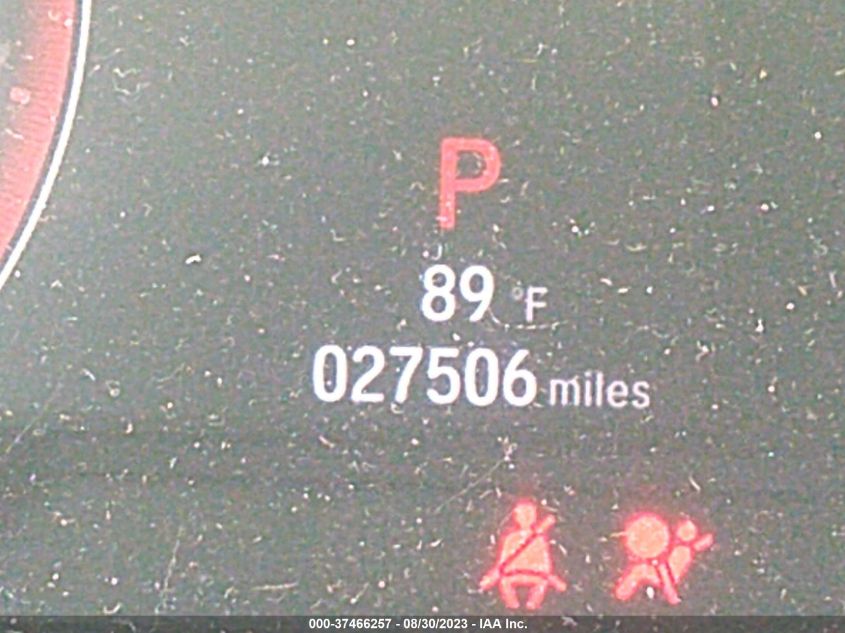 P
89 °F
027506 miles
000-37466257 - 08/30/2023 - IAA Inc.